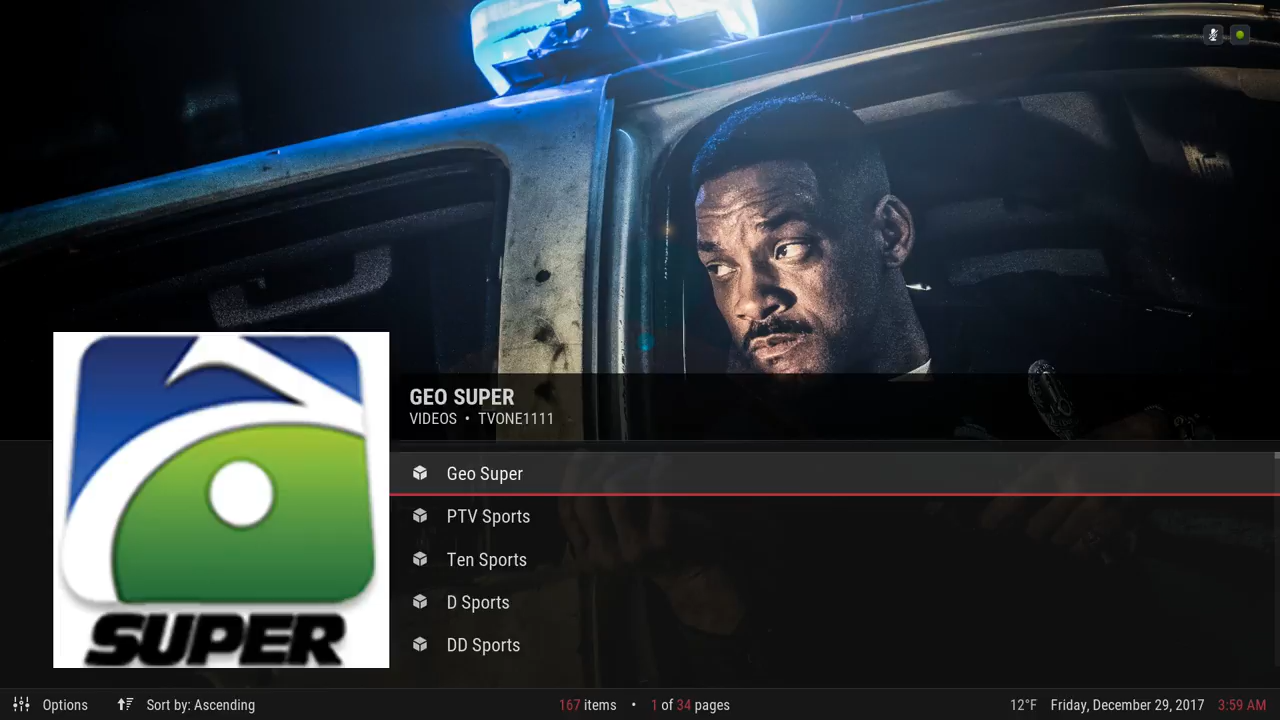 GEO SUPER
VIDEOS • TVONE1111
Geo Super
PTV Sports
Ten Sports
D Sports
DD Sports
SUPER
Options
Sort by: Ascending
167 items • 1 of 34 pages
12°F Friday, December 29, 2017 3:59 AM